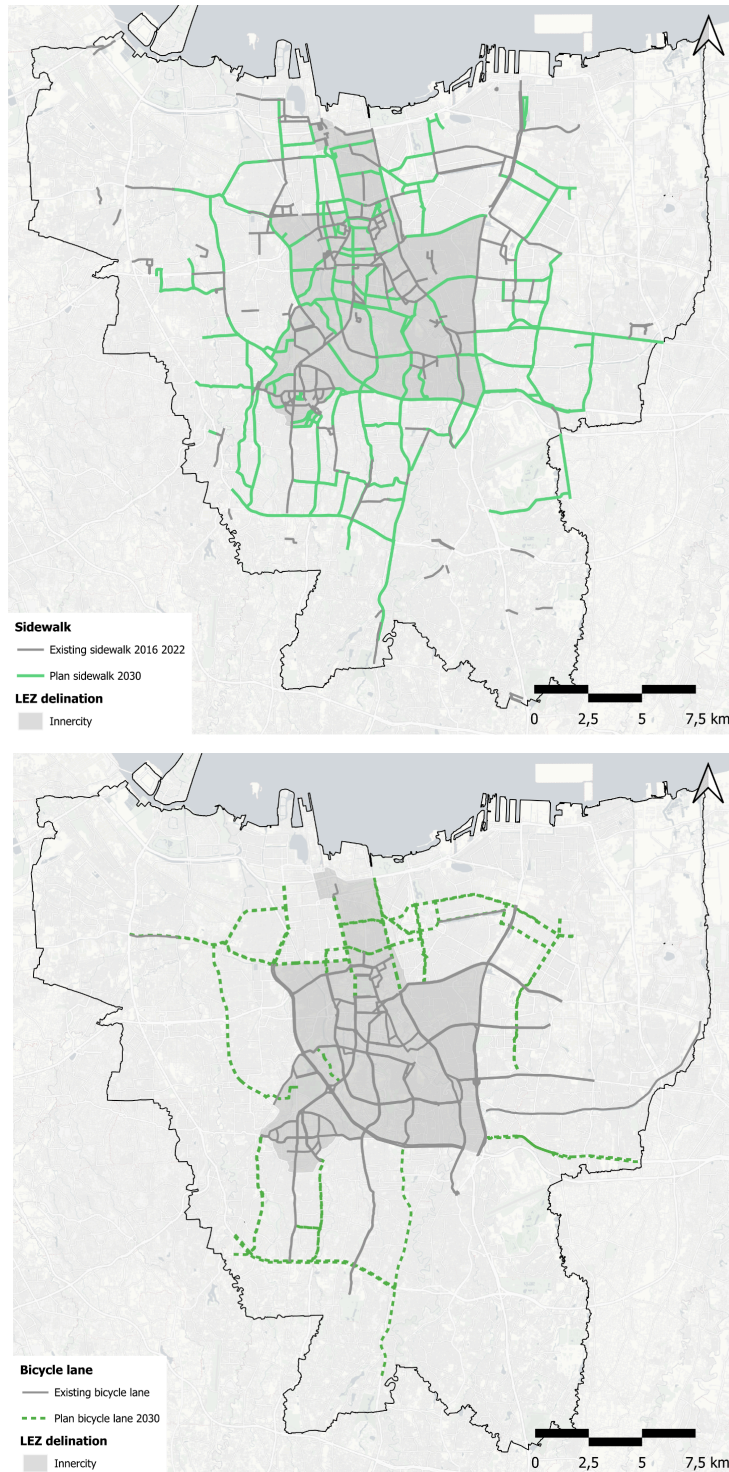 Sidewalk
Existing sidewalk 2016 2022
Plan sidewalk 2030
LEZ delination
Innercity
0 2,5 5 7,5 km
Bicycle lane
Existing bicycle lane
Plan bicycle lane 2030
LEZ delination
Innercity
0 2,5 5 7,5 km